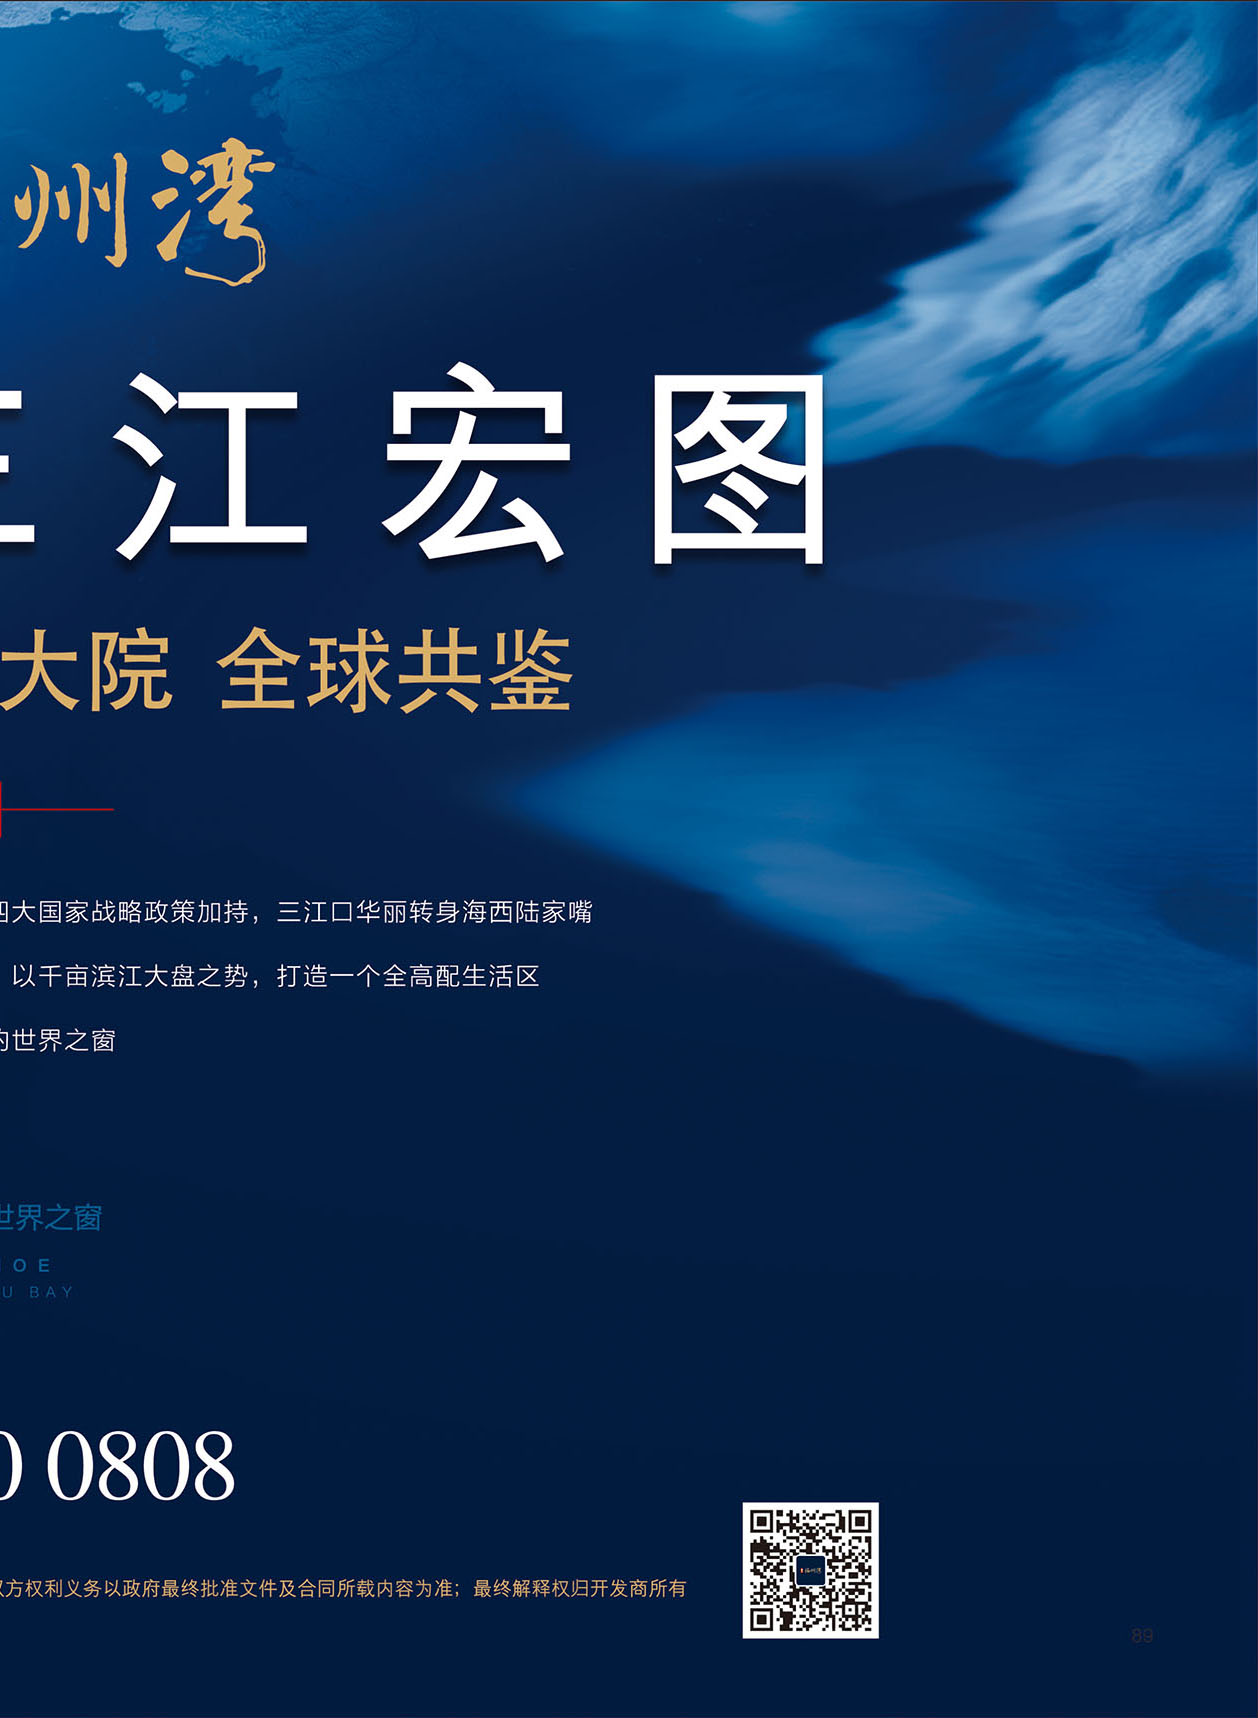 州湾
三江宏图
大院 全球共鉴
四大国家战略政策加持，三江口华丽转身海西陆家嘴
以千亩滨江大盘之势，打造一个全高配生活区
的世界之窗
世界之窗
OE
U BAY
0 0808
双方权利义务以政府最终批准文件及合同所载内容为准；最终解释权归开发商所有
福州湾
89